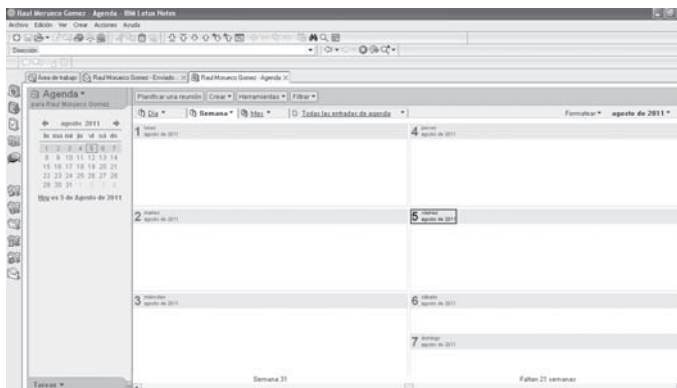 Raul Morueco Gomez - Agenda - IBM Lotus Notes
Archivo Edición Ver Crear Acciones Ayuda
Dirección
Área de trabajo Raul Morueco Gomez - Enviado... Raul Morueco Gomez - Agenda
Agenda
para Raul Morueco Gomez
Planificar una reunión Crear Herramientas Filtrar
Día Semana Mes Todas las entradas de agenda Formatear agosto de 2011
agosto 2011
lu ma mi ju vi sá do
1 2 3 4 5 6 7
8 9 10 11 12 13 14
15 16 17 18 19 20 21
22 23 24 25 26 27 28
29 30 31
Hoy es 5 de Agosto de 2011
1 lunes
agosto de 2011
2 martes
agosto de 2011
3 miércoles
agosto de 2011
4 jueves
agosto de 2011
5 viernes
agosto de 2011
6 sábado
agosto de 2011
7 domingo
agosto de 2011
Tareas
Semana 31
Faltan 21 semanas